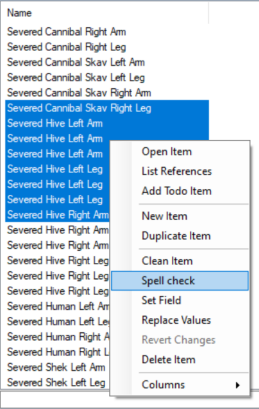 Name
Severed Cannibal Right Arm
Severed Cannibal Right Leg
Severed Cannibal Skav Left Arm
Severed Cannibal Skav Left Leg
Severed Cannibal Skav Right Arm
Severed Cannibal Skav Right Leg
Severed Hive Left Arm
Severed Hive Left Arm
Severed Hive Left Arm
Severed Hive Left Leg
Severed Hive Left Leg
Severed Hive Left Leg
Severed Hive Right Arm
Severed Hive Right Arm
Severed Hive Right Arm
Severed Hive Right Leg
Severed Hive Right Leg
Severed Hive Right Leg
Severed Human Left Arm
Severed Human Left Leg
Severed Human Right A
Severed Human Right L
Severed Shek Left Arm
Severed Shek Left Leg
Open Item
List References
Add Todo Item
New Item
Duplicate Item
Clean Item
Spell check
Set Field
Replace Values
Revert Changes
Delete Item
Columns